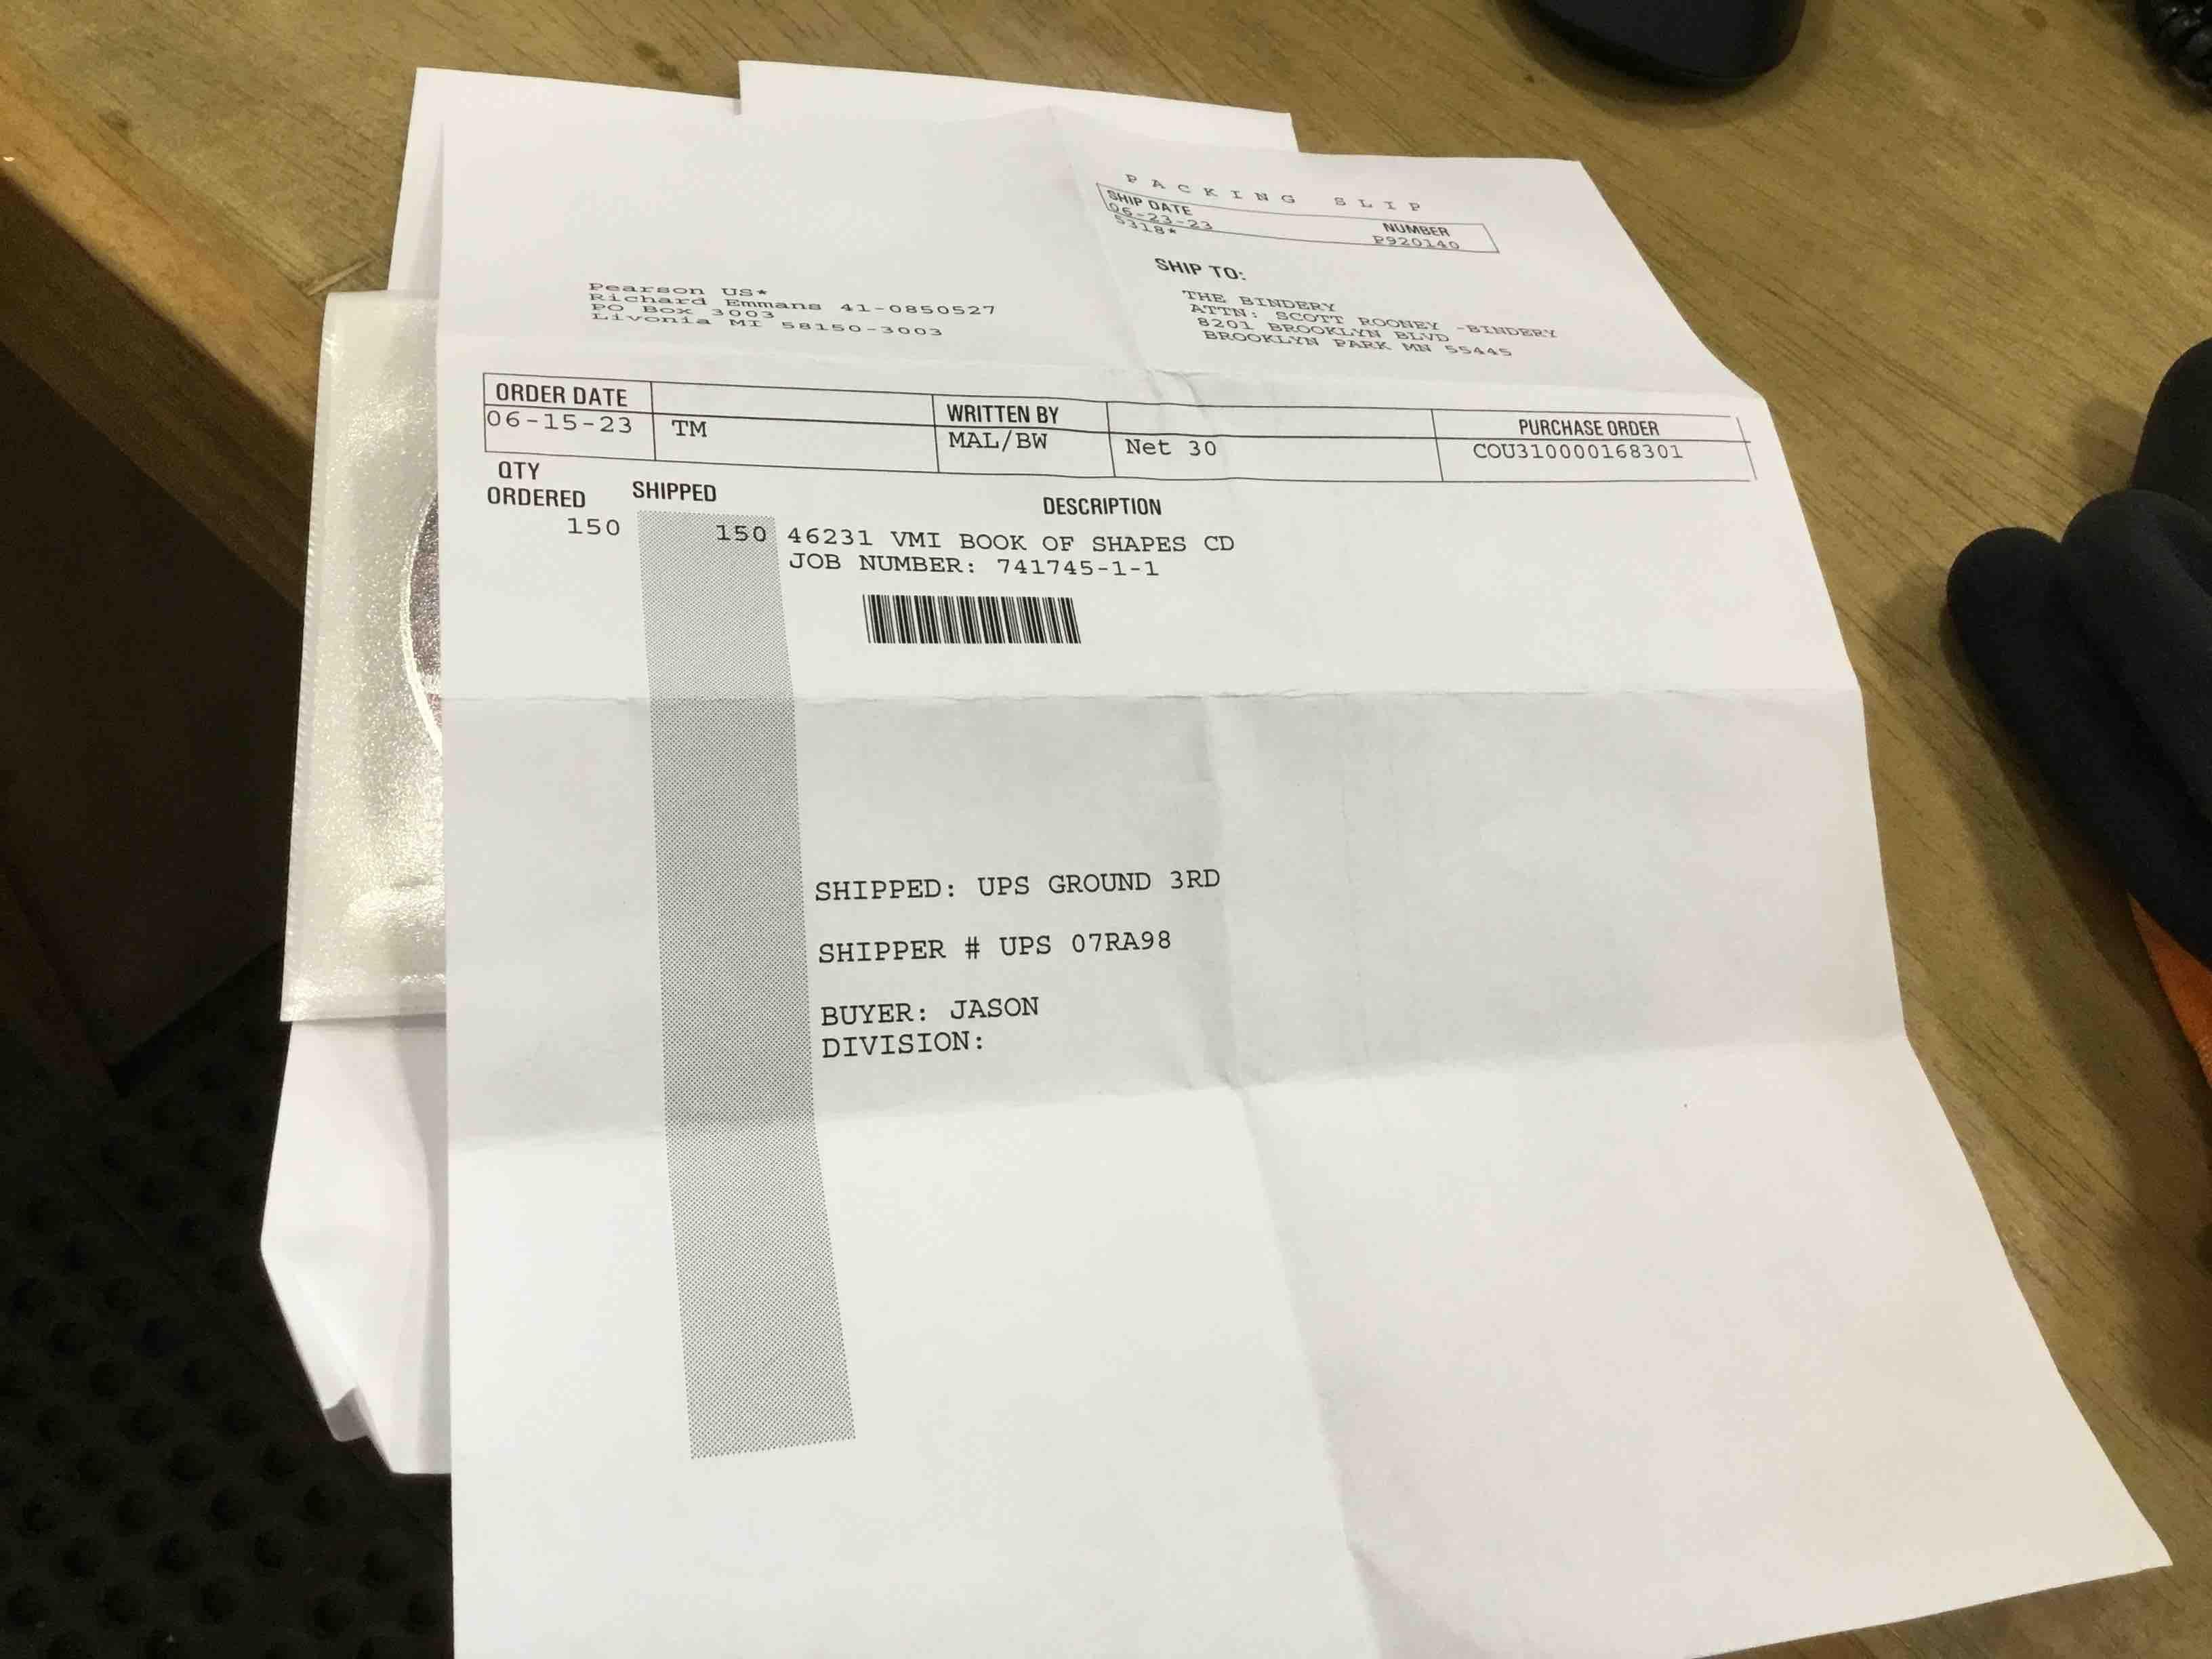 PACKING SLIP
SHIP DATE NUMBER
06-23-23 P920140
5318*
SHIP TO:
Pearson US*
Richard Emmans 41-0850527
PO Box 3003
Livonia MI 58150-3003
THE BINDERY
ATTN: SCOTT ROONEY -BINDERY
8201 BROOKLYN BLVD
BROOKLYN PARK MN 55445
ORDER DATE WRITTEN BY PURCHASE ORDER
06-15-23 TM MAL/BW Net 30 COU310000168301
QTY
ORDERED SHIPPED DESCRIPTION
150 150 46231 VMI BOOK OF SHAPES CD
JOB NUMBER: 741745-1-1
SHIPPED: UPS GROUND 3RD
SHIPPER # UPS 07RA98
BUYER: JASON
DIVISION: